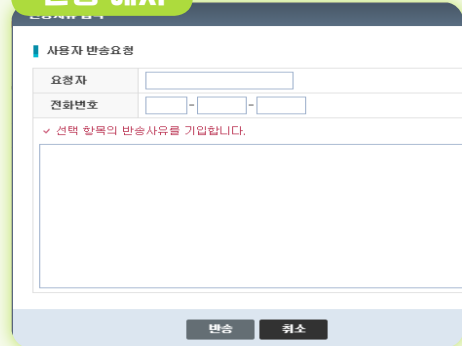 사용자 반송요청
요청자
전화번호 - -
선택 항목의 반송사유를 기입합니다.
반송 취소